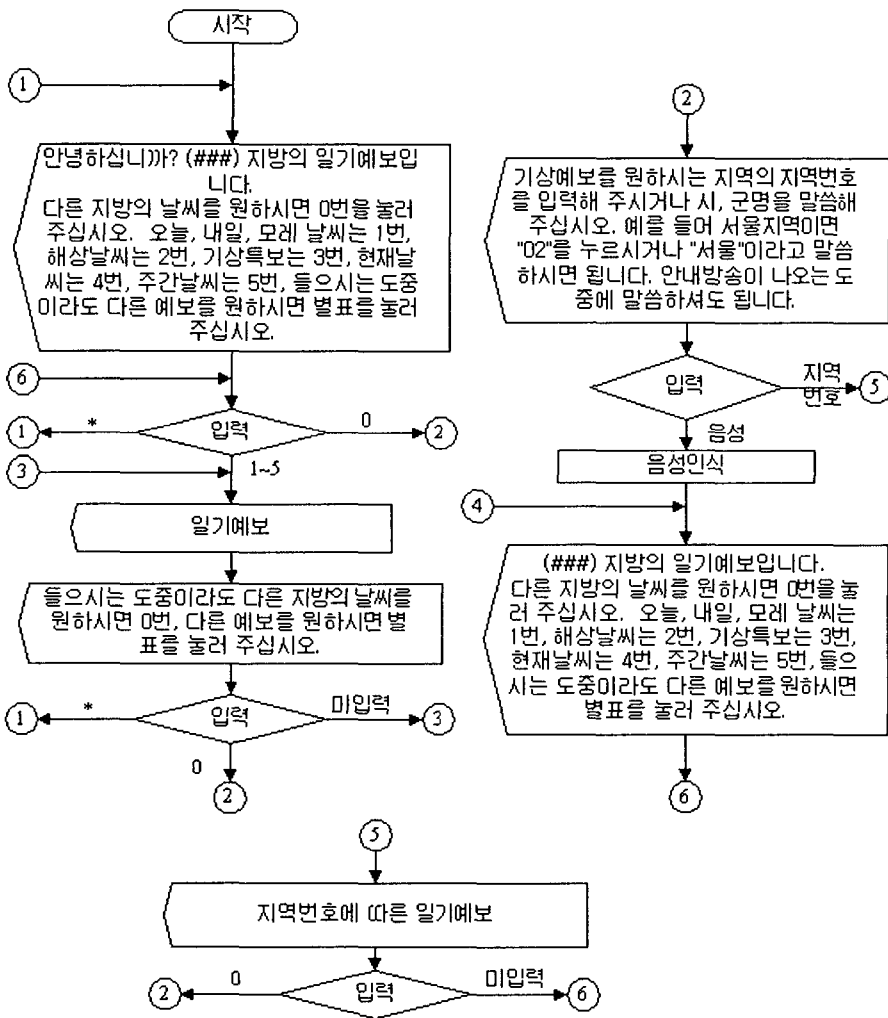 시작
①
안녕하십니까? (###) 지방의 일기예보입
니다.
다른 지방의 날씨를 원하시면 0번을 눌러
주십시오. 오늘, 내일, 모레 날씨는 1번,
해상날씨는 2번, 기상특보는 3번, 현재날
씨는 4번, 주간날씨는 5번, 들으시는 도중
이라도 다른 예보를 원하시면 별표를 눌러
주십시오.
⑥
① * 입력 0 ②
③ 1~5
일기예보
들으시는 도중이라도 다른 지방의 날씨를
원하시면 0번, 다른 예보를 원하시면 별
표를 눌러 주십시오.
① * 입력 미입력 ③
0
②
②
기상예보를 원하시는 지역의 지역번호
를 입력해 주시거나 시, 군명을 말씀해
주십시오. 예를 들어 서울지역이면
"02"를 누르시거나 "서울"이라고 말씀
하시면 됩니다. 안내방송이 나오는 도
중에 말씀하셔도 됩니다.
입력 지역
번호 ⑤
음성
음성인식
④
(###) 지방의 일기예보입니다.
다른 지방의 날씨를 원하시면 0번을 눌
러 주십시오. 오늘, 내일, 모레 날씨는
1번, 해상날씨는 2번, 기상특보는 3번,
현재날씨는 4번, 주간날씨는 5번, 들으
시는 도중이라도 다른 예보를 원하시면
별표를 눌러 주십시오.
⑥
⑤
지역번호에 따른 일기예보
② 0 입력 미입력 ⑥